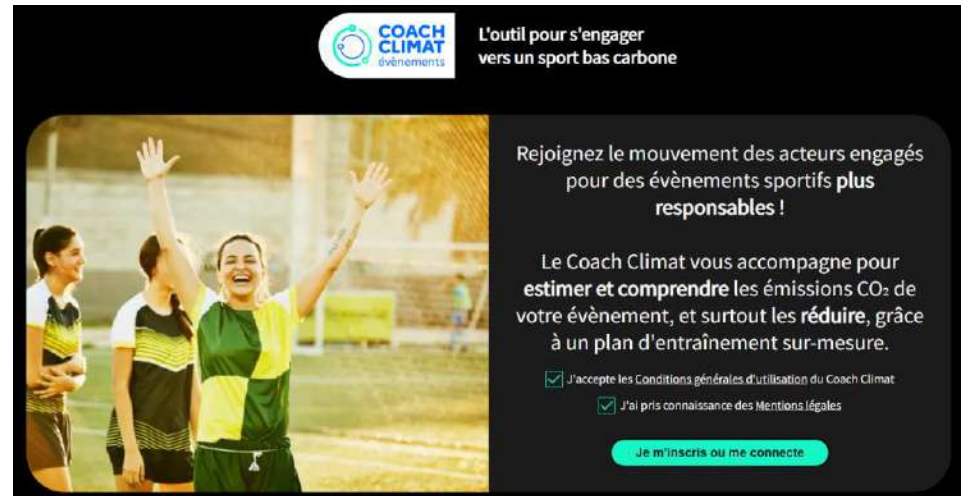 COACH
CLIMAT
évènements
L'outil pour s'engager
vers un sport bas carbone
Rejoignez le mouvement des acteurs engagés
pour des évènements sportifs plus
responsables !
Le Coach Climat vous accompagne pour
estimer et comprendre les émissions CO₂ de
votre évènement, et surtout les réduire, grâce
à un plan d'entraînement sur-mesure.
J'accepte les Conditions générales d'utilisation du Coach Climat
J'ai pris connaissance des Mentions légales
Je m'inscris ou me connecte